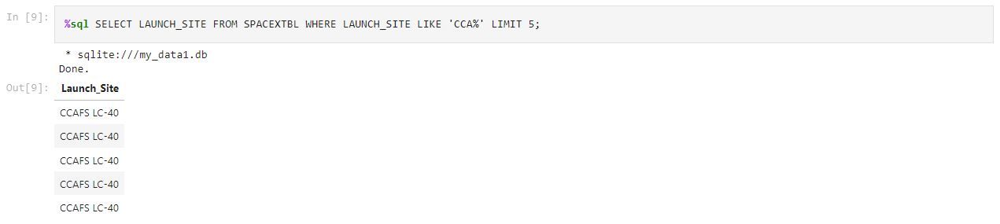 In [9]: %sql SELECT LAUNCH_SITE FROM SPACEXTBL WHERE LAUNCH_SITE LIKE 'CCA%' LIMIT 5;
* sqlite:///my_data1.db
Done.
Out[9]: Launch_Site
CCAFS LC-40
CCAFS LC-40
CCAFS LC-40
CCAFS LC-40
CCAFS LC-40